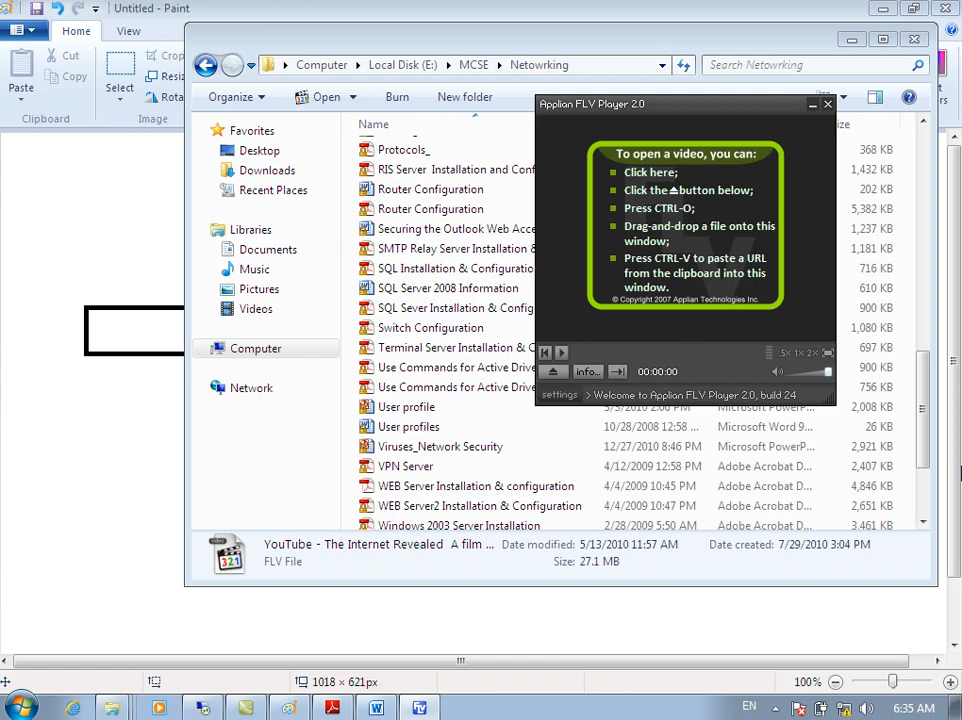 Untitled - Paint
Home
View
Paste
Cut
Copy
Clipboard
Select
Crop
Resiz
Rota
Image
Computer
Local Disk (E:)
MCSE
Netowrking
Search Netowrking
Organize
Open
Burn
New folder
Favorites
Desktop
Downloads
Recent Places
Libraries
Documents
Music
Pictures
Videos
Computer
Network
Name
ize
Protocols_
368 KB
RIS Server Installation and Conf
1,432 KB
Router Configuration
202 KB
Router Configuration
5,382 KB
Securing the Outlook Web Acce
1,237 KB
SMTP Relay Server Installation &
1,181 KB
SQL Installation & Configuratio
716 KB
SQL Server 2008 Information
610 KB
SQL Sever Installation & Config
900 KB
Switch Configuration
1,080 KB
Terminal Server Installation & C
697 KB
Use Commands for Active Drive
900 KB
Use Commands for Active Drive
756 KB
User profile
2,008 KB
User profiles
10/28/2008 12:58 ...
Microsoft Word 9...
26 KB
Viruses_Network Security
12/27/2010 8:46 PM
Microsoft PowerP...
2,921 KB
VPN Server
4/12/2009 12:58 PM
Adobe Acrobat D...
2,407 KB
WEB Server Installation & configuration
4/4/2009 10:45 PM
Adobe Acrobat D...
4,846 KB
WEB Server2 Installation & Configuration
4/4/2009 10:47 PM
Adobe Acrobat D...
2,651 KB
Windows 2003 Server Installation
2/28/2009 5:50 AM
Adobe Acrobat D...
3,461 KB
Applian FLV Player 2.0
To open a video, you can:
Click here;
Click the button below;
Press CTRL-O;
Drag-and-drop a file onto this
window;
Press CTRL-V to paste a URL
from the clipboard into this
window.
© Copyright 2007 Applian Technologies Inc.
.5× 1× 2×
info...
00:00:00
settings
Welcome to Applian FLV Player 2.0, build 24
YouTube - The Internet Revealed A film ...
Date modified: 5/13/2010 11:57 AM
Date created: 7/29/2010 3:04 PM
FLV File
Size: 27.1 MB
1018 × 621px
100%
EN
6:35 AM